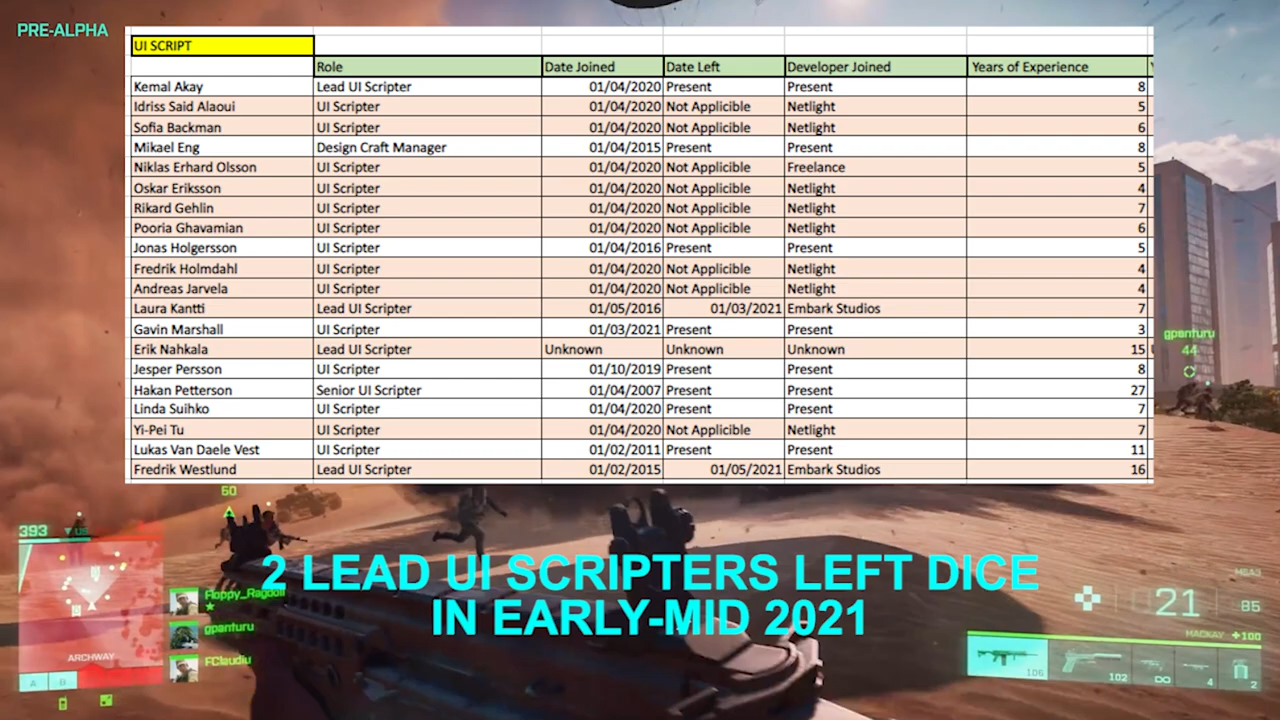 PRE-ALPHA
UI SCRIPT
Role Date Joined Date Left Developer Joined Years of Experience
Kemal Akay Lead UI Scripter 01/04/2020 Present Present 8
Idriss Said Alaoui UI Scripter 01/04/2020 Not Applicible Netlight 5
Sofia Backman UI Scripter 01/04/2020 Not Applicible Netlight 6
Mikael Eng Design Craft Manager 01/04/2015 Present Present 8
Niklas Erhard Olsson UI Scripter 01/04/2020 Not Applicible Freelance 5
Oskar Eriksson UI Scripter 01/04/2020 Not Applicible Netlight 4
Rikard Gehlin UI Scripter 01/04/2020 Not Applicible Netlight 7
Pooria Ghavamian UI Scripter 01/04/2020 Not Applicible Netlight 6
Jonas Holgersson UI Scripter 01/04/2016 Present Present 5
Fredrik Holmdahl UI Scripter 01/04/2020 Not Applicible Netlight 4
Andreas Jarvela UI Scripter 01/04/2020 Not Applicible Netlight 4
Laura Kantti Lead UI Scripter 01/05/2016 01/03/2021 Embark Studios 7
Gavin Marshall UI Scripter 01/03/2021 Present Present 3
Erik Nahkala Lead UI Scripter Unknown Unknown Unknown 15
Jesper Persson UI Scripter 01/10/2019 Present Present 8
Hakan Petterson Senior UI Scripter 01/04/2007 Present Present 27
Linda Suihko UI Scripter 01/04/2020 Present Present 7
Yi-Pei Tu UI Scripter 01/04/2020 Not Applicible Netlight 7
Lukas Van Daele Vest UI Scripter 01/02/2011 Present Present 11
Fredrik Westlund Lead UI Scripter 01/02/2015 01/05/2021 Embark Studios 16
gpanturu
44
60
393 US
2 LEAD UI SCRIPTERS LEFT DICE
IN EARLY-MID 2021
Floppy_Ragdoll
gpanturu
FClaudiu
ARCHWAY
A B
21 85
MACKAY +100
106 102 ∞ 4 2